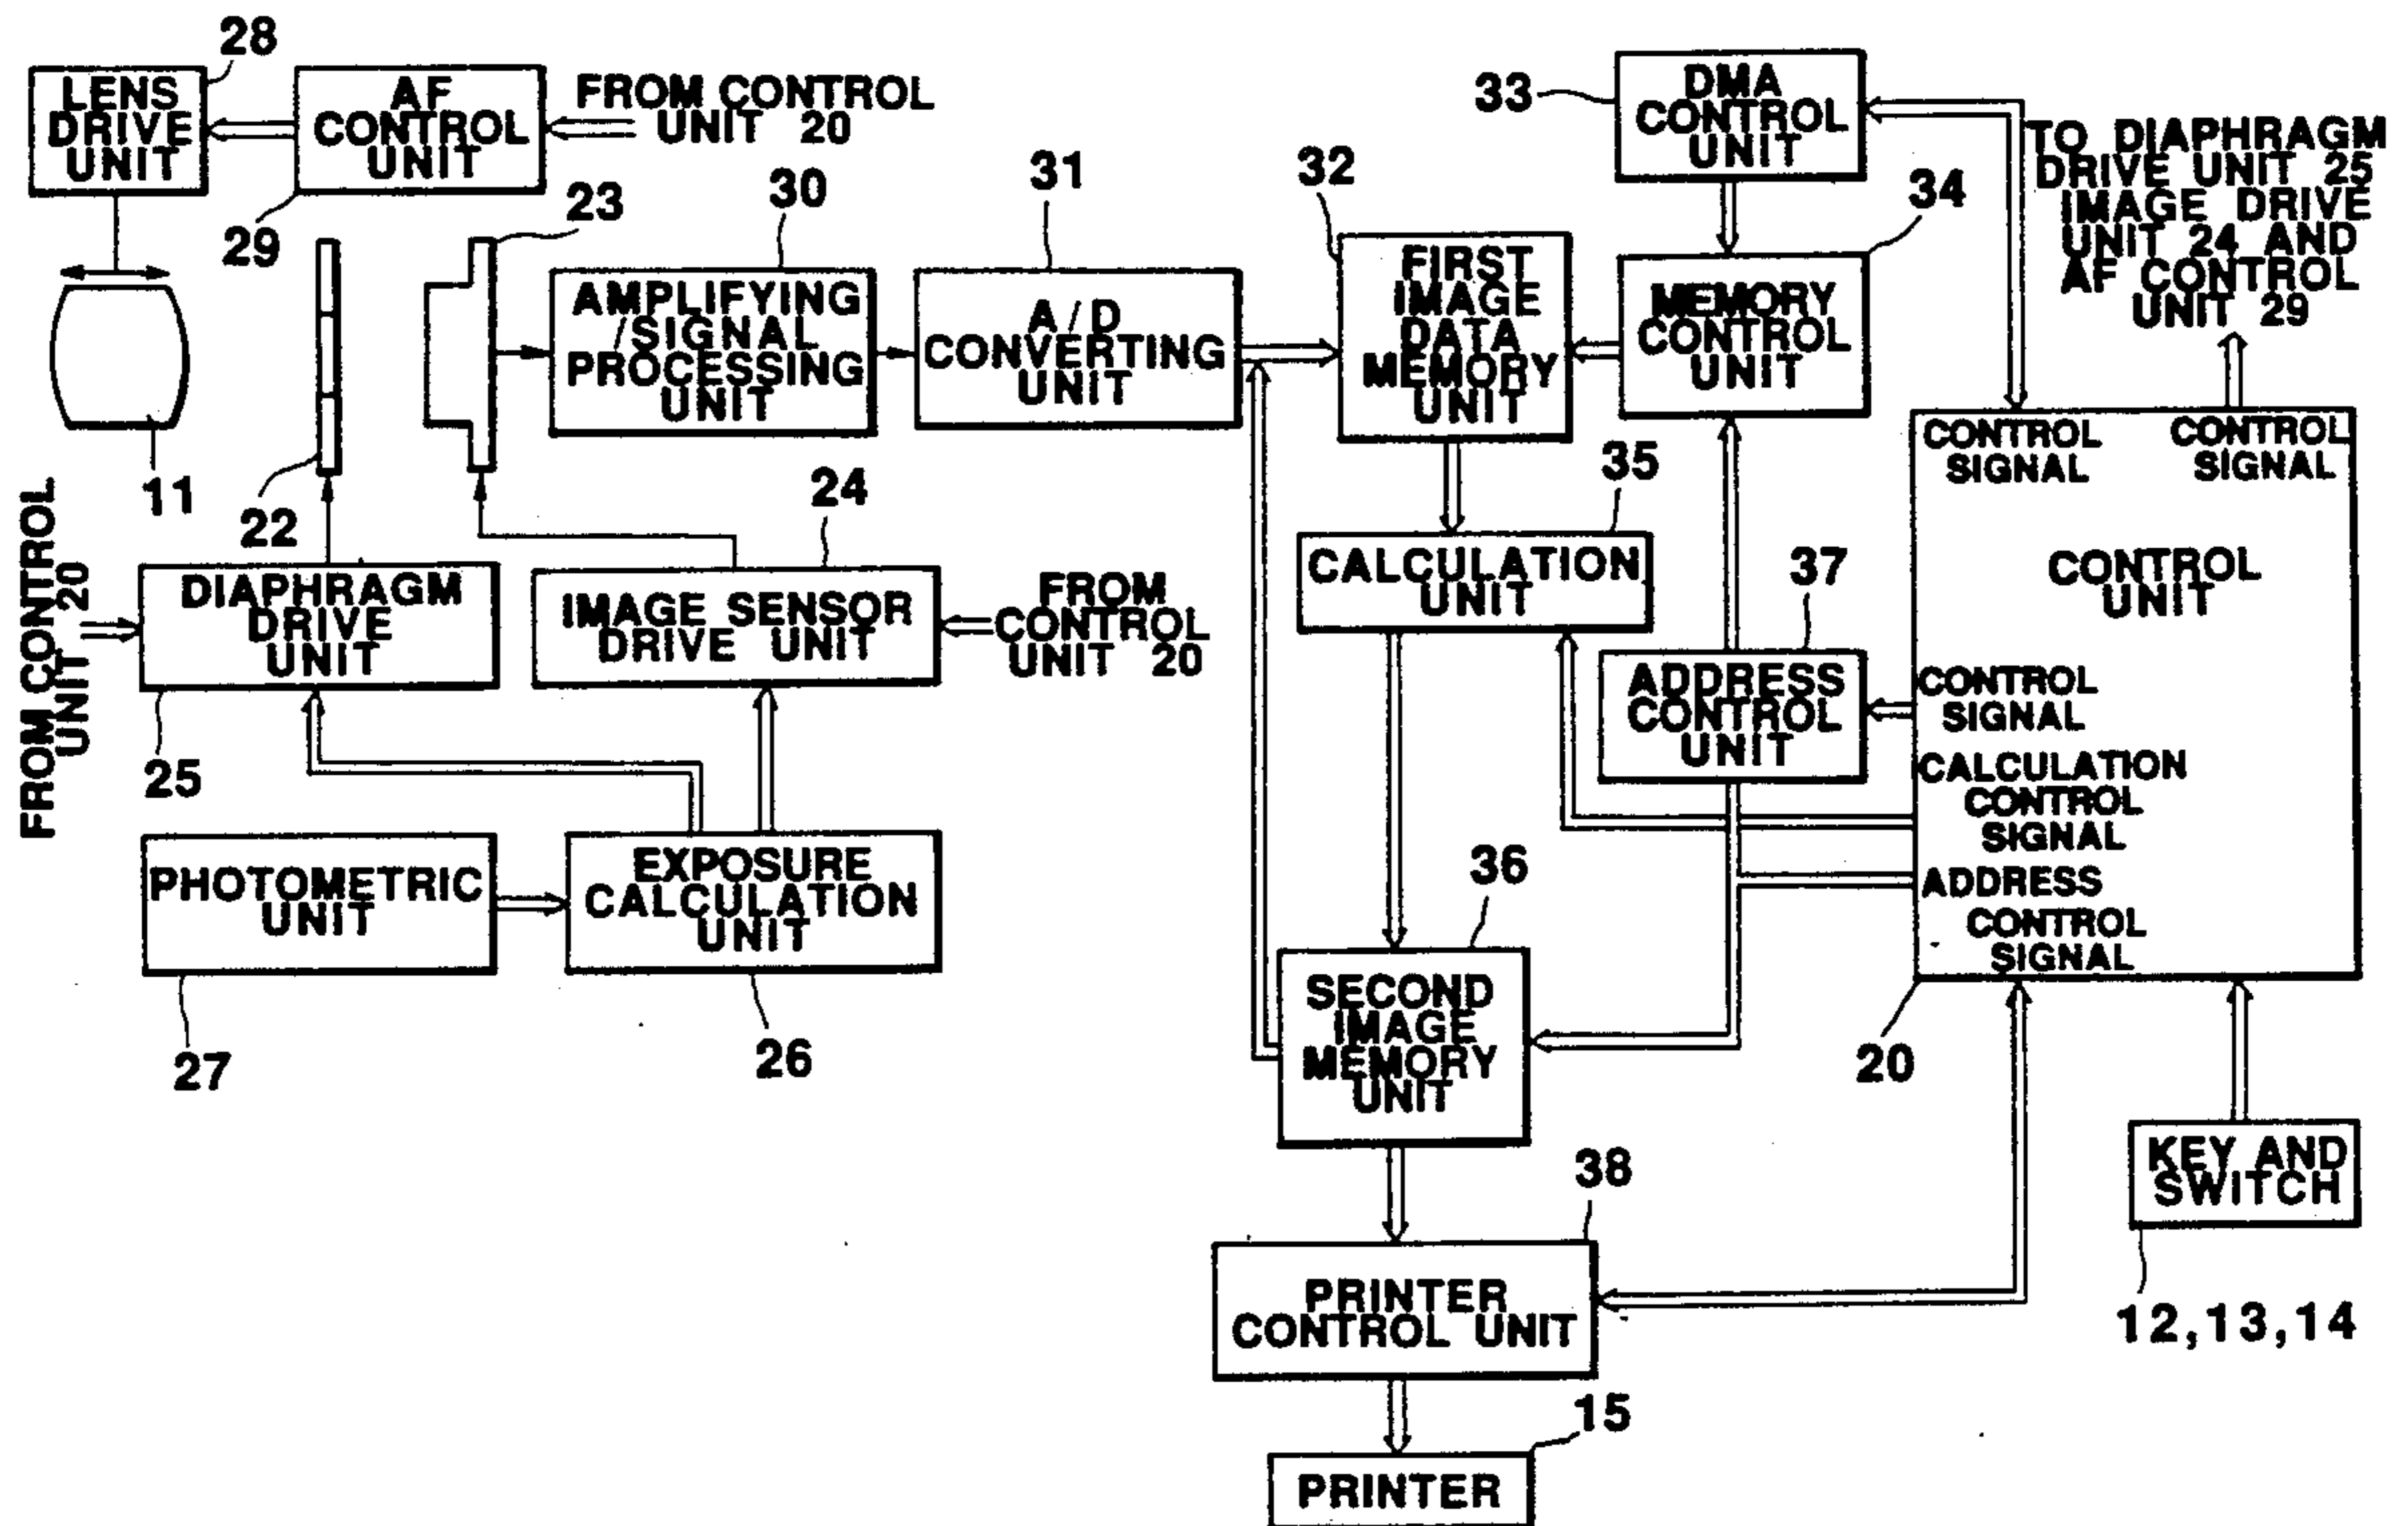 28
LENS
DRIVE
UNIT
AF
CONTROL
UNIT
FROM CONTROL
UNIT 20
29
11
22
23
30
AMPLIFYING
/SIGNAL
PROCESSING
UNIT
31
A/D
CONVERTING
UNIT
32
FIRST
IMAGE
DATA
MEMORY
UNIT
33
DMA
CONTROL
UNIT
34
MEMORY
CONTROL
UNIT
TO DIAPHRAGM
DRIVE UNIT 25
IMAGE DRIVE
UNIT 24 AND
AF CONTROL
UNIT 29
FROM CONTROL
UNIT 20
DIAPHRAGM
DRIVE
UNIT
25
24
IMAGE SENSOR
DRIVE UNIT
FROM
CONTROL
UNIT 20
PHOTOMETRIC
UNIT
27
EXPOSURE
CALCULATION
UNIT
26
35
CALCULATION
UNIT
37
ADDRESS
CONTROL
UNIT
CONTROL
SIGNAL
CONTROL
SIGNAL
CONTROL
UNIT
CONTROL
SIGNAL
CALCULATION
CONTROL
SIGNAL
ADDRESS
CONTROL
SIGNAL
20
36
SECOND
IMAGE
MEMORY
UNIT
KEY AND
SWITCH
12,13,14
38
PRINTER
CONTROL UNIT
15
PRINTER